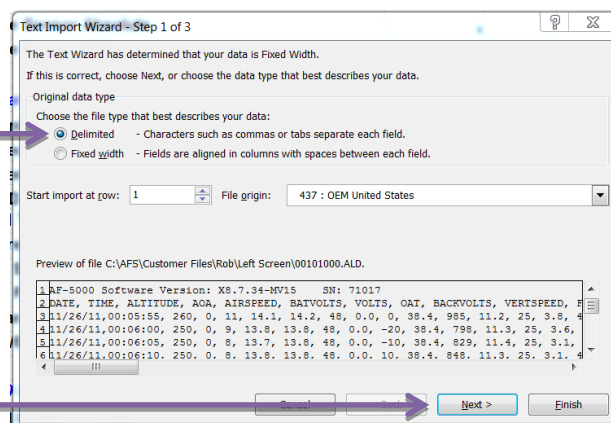 Text Import Wizard - Step 1 of 3
The Text Wizard has determined that your data is Fixed Width.
If this is correct, choose Next, or choose the data type that best describes your data.
Original data type
Choose the file type that best describes your data:
Delimited - Characters such as commas or tabs separate each field.
Fixed width - Fields are aligned in columns with spaces between each field.
Start import at row: 1 File origin: 437 : OEM United States
Preview of file C:\AFS\Customer Files\Rob\Left Screen\00101000.ALD.
1 AF-5000 Software Version: X8.7.34-MV15 SN: 71017
2 DATE, TIME, ALTITUDE, AOA, AIRSPEED, BATVOLTS, VOLTS, OAT, BACKVOLTS, VERTSPEED, F
3 11/26/11,00:05:55, 260, 0, 11, 14.1, 14.2, 48, 0.0, 0, 38.4, 985, 11.2, 25, 3.8, 4
4 11/26/11,00:06:00, 250, 0, 9, 13.8, 13.8, 48, 0.0, -20, 38.4, 798, 11.3, 25, 3.6,
5 11/26/11,00:06:05, 250, 0, 8, 13.7, 13.8, 48, 0.0, -10, 38.4, 829, 11.4, 25, 3.1,
6 11/26/11,00:06:10, 250, 0, 8, 13.8, 13.8, 48, 0.0, 10, 38.4, 848, 11.3, 25, 3.1, 4
Next > Finish